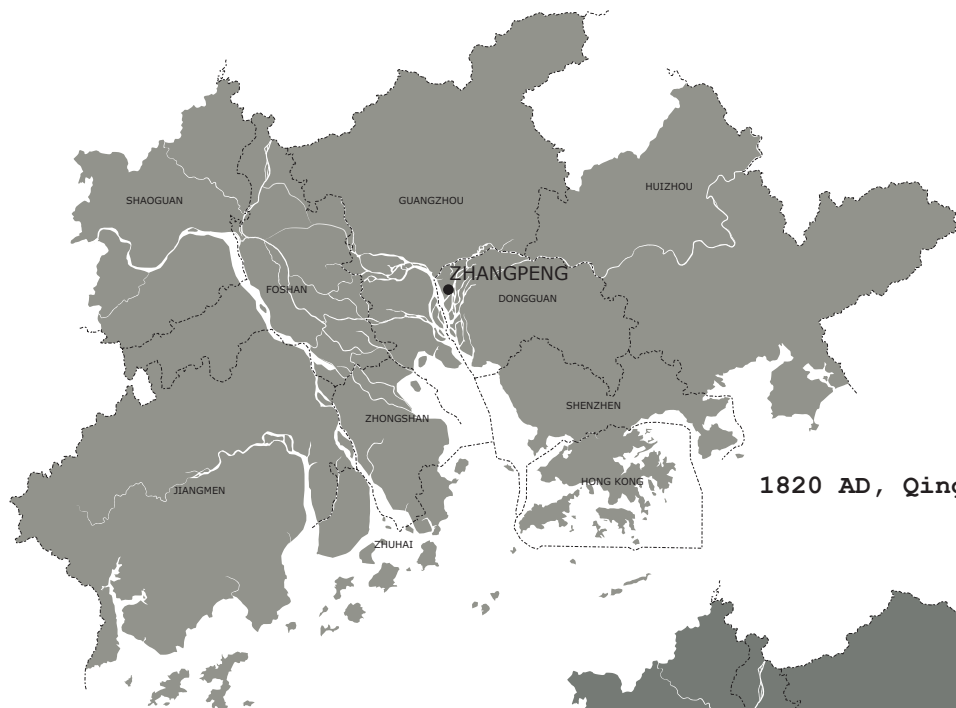 HUIZHOU
SHAOGUAN
GUANGZHOU
ZHANGPENG
FOSHAN
DONGGUAN
SHENZHEN
ZHONGSHAN
HONG KONG
JIANGMEN
1820 AD, Qing
ZHUHAI